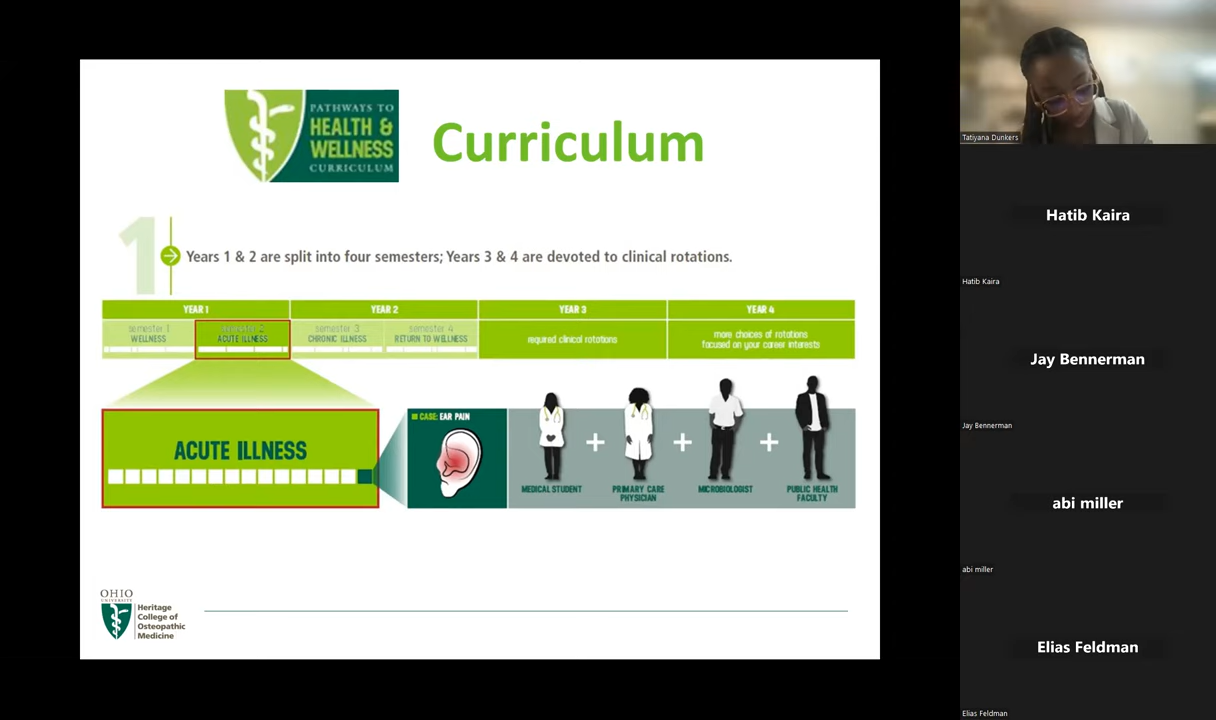 PATHWAYS TO
HEALTH &
WELLNESS
CURRICULUM
Curriculum
1
Years 1 & 2 are split into four semesters; Years 3 & 4 are devoted to clinical rotations.
YEAR 1
YEAR 2
YEAR 3
YEAR 4
semester 1
WELLNESS
semester 2
ACUTE ILLNESS
semester 3
CHRONIC ILLNESS
semester 4
RETURN TO WELLNESS
required clinical rotations
more choices of rotations
focused on your career interests
ACUTE ILLNESS
CASE: EAR PAIN
MEDICAL STUDENT
PRIMARY CARE
PHYSICIAN
MICROBIOLOGIST
PUBLIC HEALTH
FACULTY
OHIO
UNIVERSITY
Heritage
College of
Osteopathic
Medicine
Tatiyana Dunkers
Hatib Kaira
Hatib Kaira
Jay Bennerman
Jay Bennerman
abi miller
abi miller
Elias Feldman
Elias Feldman